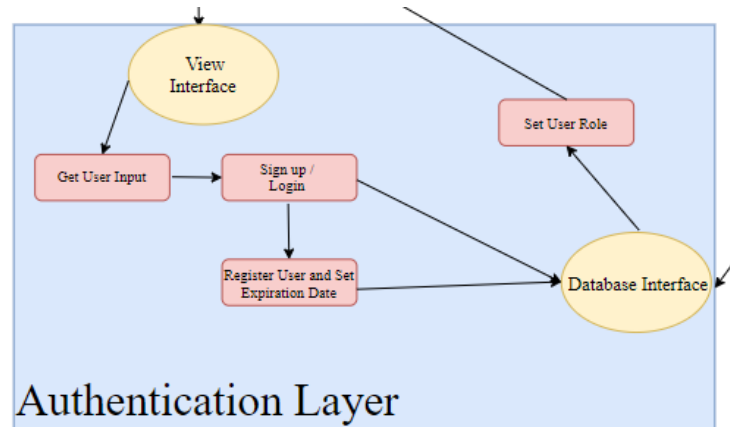 View
Interface
Set User Role
Get User Input
Sign up /
Login
Register User and Set
Expiration Date
Database Interface
Authentication Layer